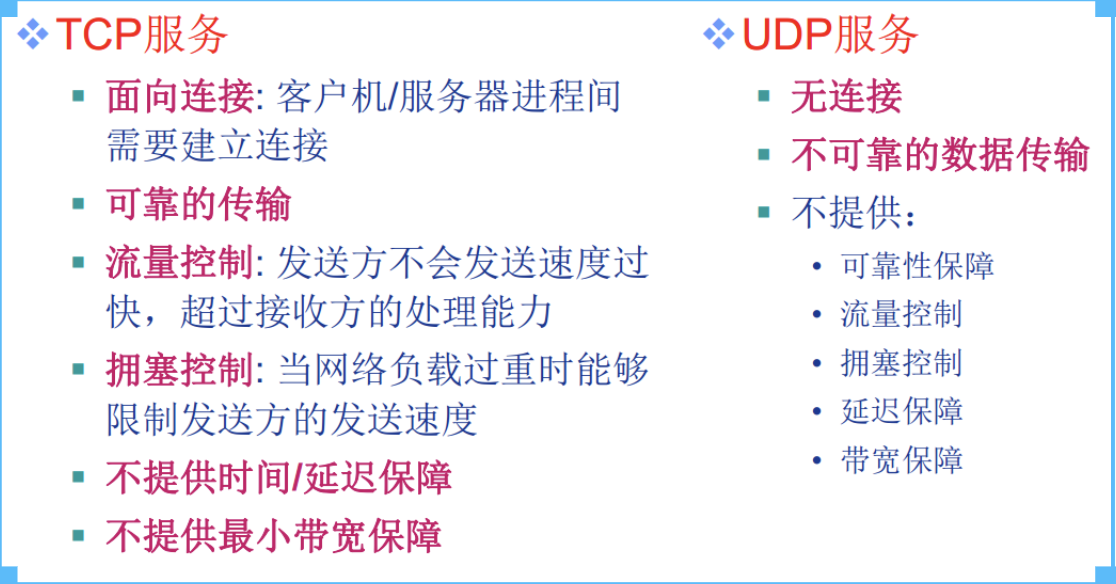 TCP服务
面向连接: 客户机/服务器进程间
需要建立连接
可靠的传输
流量控制: 发送方不会发送速度过
快，超过接收方的处理能力
拥塞控制: 当网络负载过重时能够
限制发送方的发送速度
不提供时间/延迟保障
不提供最小带宽保障
UDP服务
无连接
不可靠的数据传输
不提供：
可靠性保障
流量控制
拥塞控制
延迟保障
带宽保障